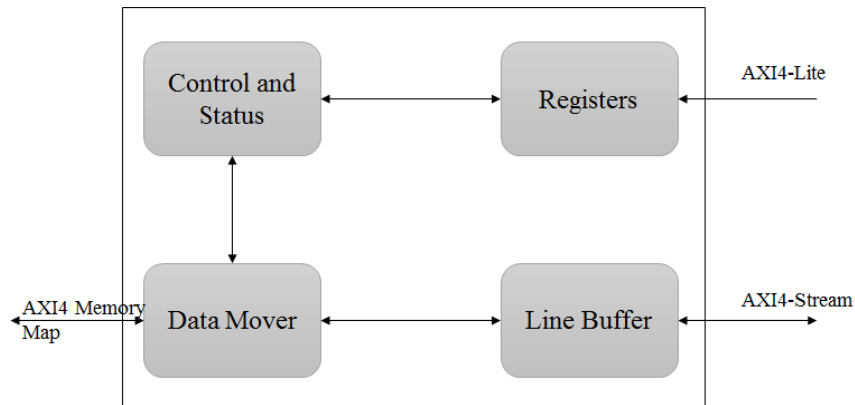 Control and
Status
Registers
AXI4-Lite
AXI4 Memory
Map
Data Mover
Line Buffer
AXI4-Stream